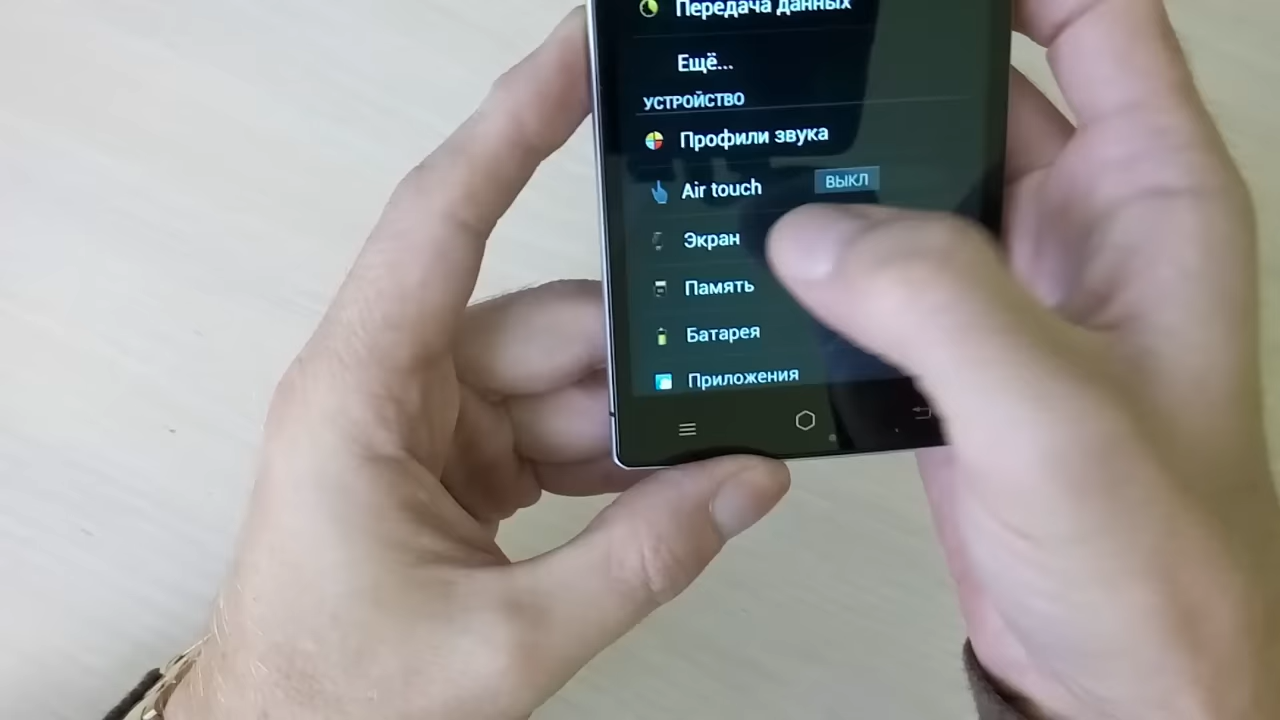 Передача данных
Ещё...
УСТРОЙСТВО
Профили звука
Air touch ВЫКЛ
Экран
Память
Батарея
Приложения